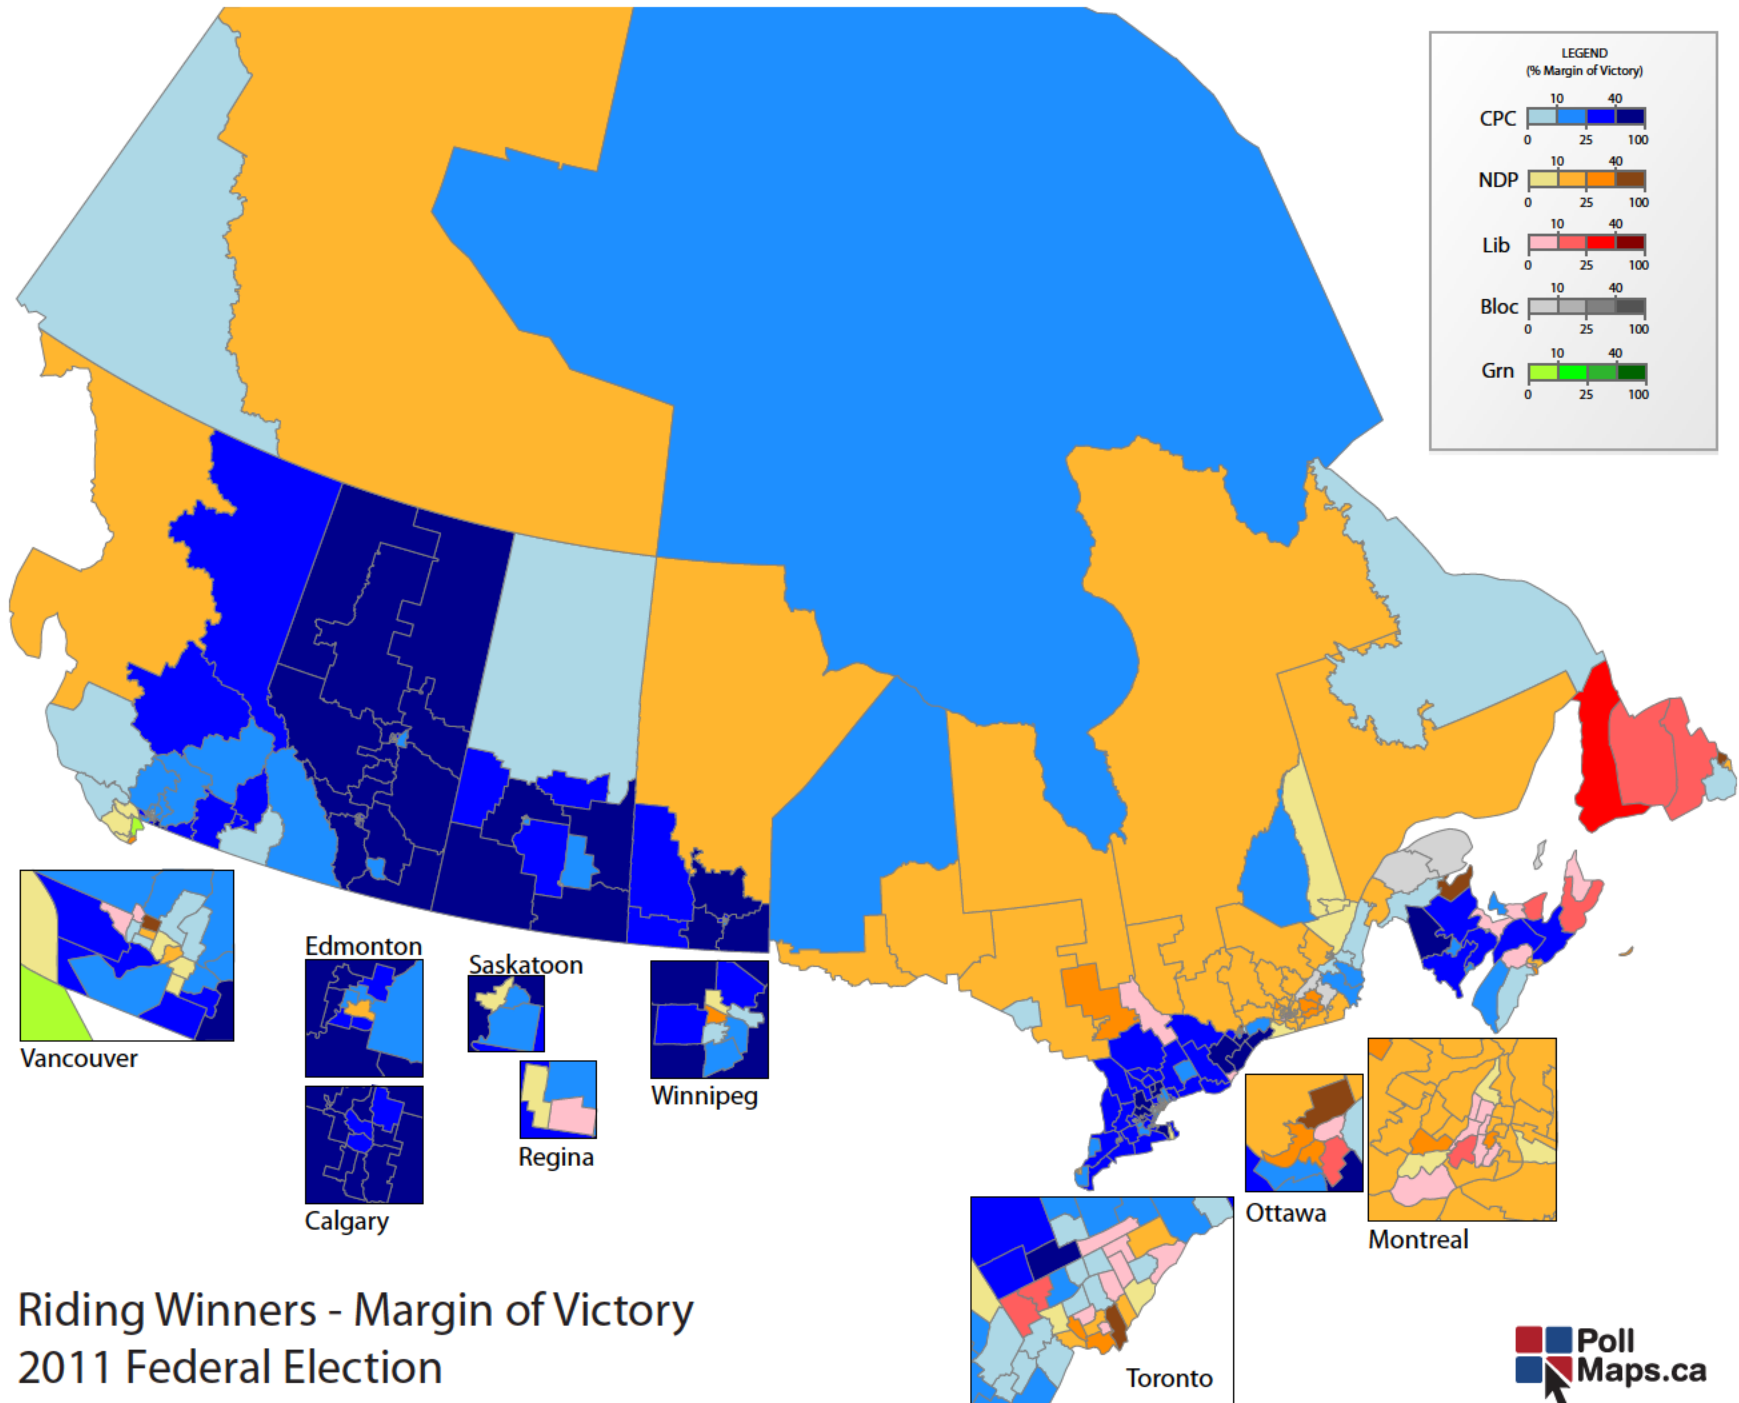 LEGEND
(% Margin of Victory)
10 40
CPC
0 25 100
10 40
NDP
0 25 100
10 40
Lib
0 25 100
10 40
Bloc
0 25 100
10 40
Grn
0 25 100
Vancouver
Edmonton
Calgary
Saskatoon
Regina
Winnipeg
Toronto
Ottawa
Montreal
Riding Winners - Margin of Victory
2011 Federal Election
Poll
Maps.ca